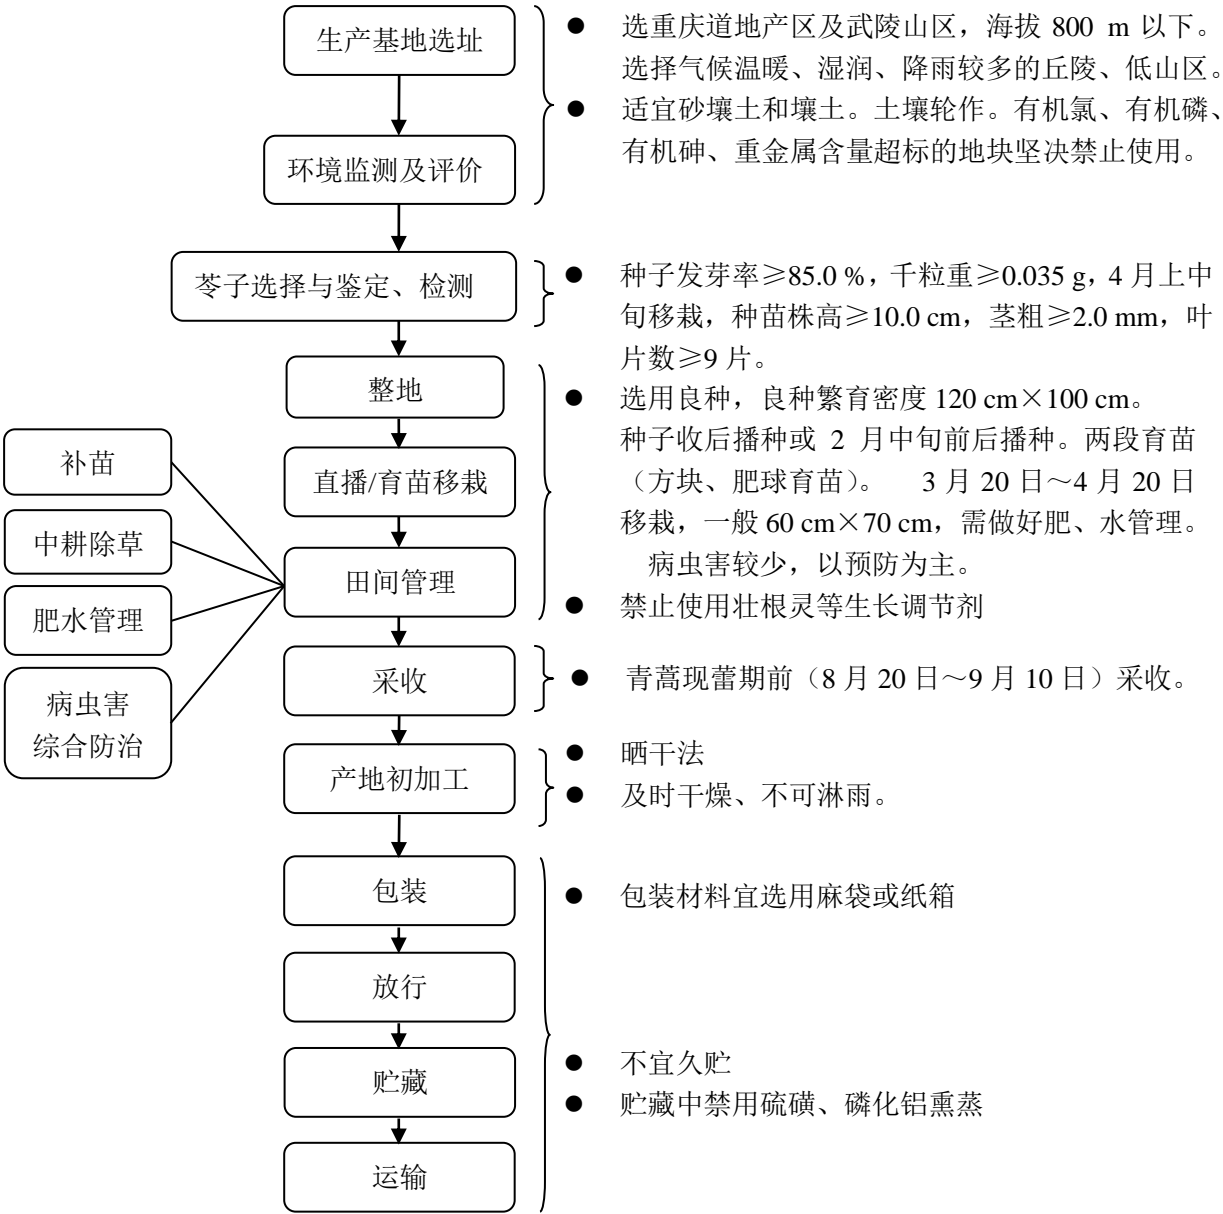 生产基地选址
● 选重庆道地产区及武陵山区，海拔 800 m 以下。
选择气候温暖、湿润、降雨较多的丘陵、低山区。
● 适宜砂壤土和壤土。土壤轮作。有机氯、有机磷、
有机砷、重金属含量超标的地块坚决禁止使用。
环境监测及评价
苓子选择与鉴定、检测
● 种子发芽率≥85.0 %，千粒重≥0.035 g，4 月上中
旬移栽，种苗株高≥10.0 cm，茎粗≥2.0 mm，叶
片数≥9 片。
整地
● 选用良种，良种繁育密度 120 cm×100 cm。
种子收后播种或 2 月中旬前后播种。两段育苗
（方块、肥球育苗）。 3 月 20 日～4 月 20 日
移栽，一般 60 cm×70 cm，需做好肥、水管理。
病虫害较少，以预防为主。
● 禁止使用壮根灵等生长调节剂
直播/育苗移栽
田间管理
补苗
中耕除草
肥水管理
病虫害
综合防治
采收
● 青蒿现蕾期前（8 月 20 日～9 月 10 日）采收。
产地初加工
● 晒干法
● 及时干燥、不可淋雨。
包装
● 包装材料宜选用麻袋或纸箱
放行
贮藏
● 不宜久贮
● 贮藏中禁用硫磺、磷化铝熏蒸
运输